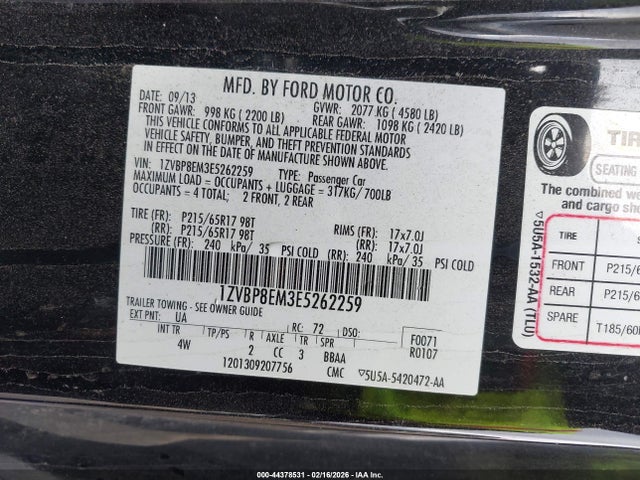 MFD. BY FORD MOTOR CO.
DATE: 09/13 GVWR: 2077 KG ( 4580 LB)
FRONT GAWR: 998 KG ( 2200 LB) REAR GAWR: 1098 KG ( 2420 LB)
THIS VEHICLE CONFORMS TO ALL APPLICABLE FEDERAL MOTOR
VEHICLE SAFETY, BUMPER, AND THEFT PREVENTION STANDARDS
IN EFFECT ON THE DATE OF MANUFACTURE SHOWN ABOVE.
VIN: 1ZVBP8EM3E5262259 TYPE: Passenger Car
MAXIMUM LOAD = OCCUPANTS + LUGGAGE = 317KG/ 700LB
OCCUPANTS = 4 TOTAL; 2 FRONT, 2 REAR
TIRE (FR): P215/65R17 98T RIMS (FR): 17x7.0J
(RR): P215/65R17 98T (RR): 17x7.0J
PRESSURE (FR): 240 kPa/ 35 PSI COLD (RR): 240 kPa/ 35 PSI COLD
1ZVBP8EM3E5262259
TRAILER TOWING - SEE OWNER GUIDE
EXT PNT: UA RC: 72 DSO: F0071
INT TR TP/PS R AXLE TR SPR R0107
4W 2 CC 3 BBAA
1201309207756 CMC ▽5U5A-5420472-AA
▽5U5A-1532-AA (TLU)
TIR
SEATING
The combined we
and cargo sho
TIRE S
FRONT P215/6
REAR P215/6
SPARE T185/60
000-44378531 - 02/16/2026 - IAA Inc.